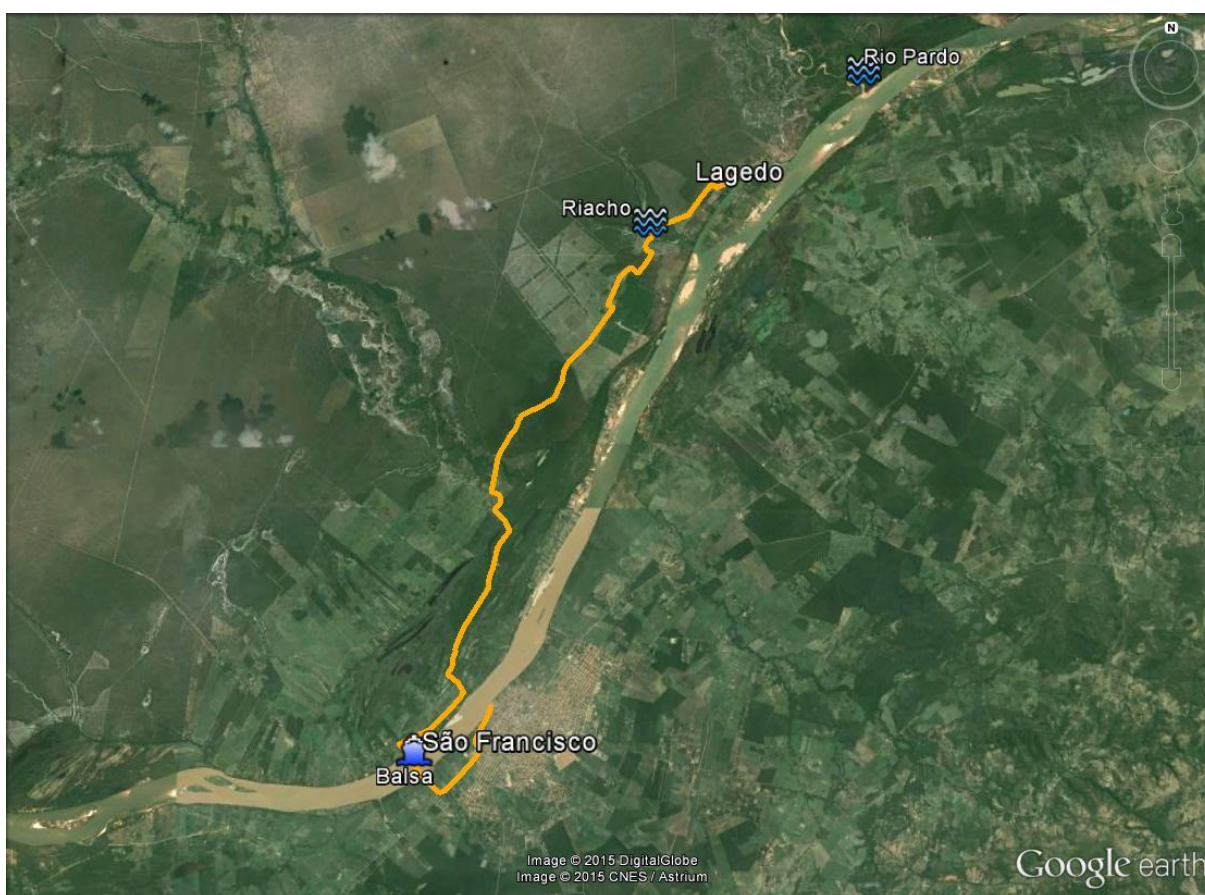 N
Rio Pardo
Lagedo
Riacho
São Francisco
Balsa
Image © 2015 DigitalGlobe
Image © 2015 CNES / Astrium
Google earth